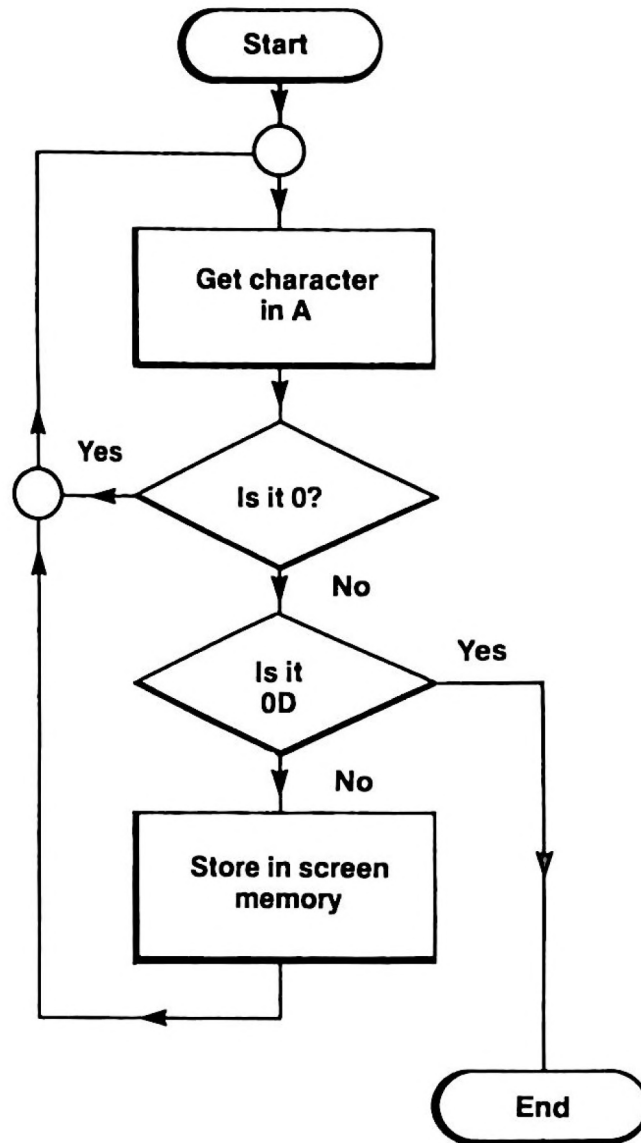 Start
Get character
in A
Yes
Is it 0?
No
Is it
0D
Yes
No
Store in screen
memory
End